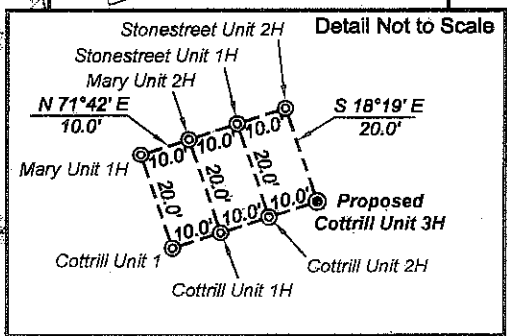 Stonestreet Unit 2H
Detail Not to Scale
Stonestreet Unit 1H
Mary Unit 2H
N 71°42' E
10.0'
S 18°19' E
20.0'
10.0'
10.0'
10.0'
Mary Unit 1H
20.0'
20.0'
20.0'
10.0'
10.0'
10.0'
Proposed
Cottrill Unit 3H
Cottrill Unit 1
Cottrill Unit 2H
Cottrill Unit 1H